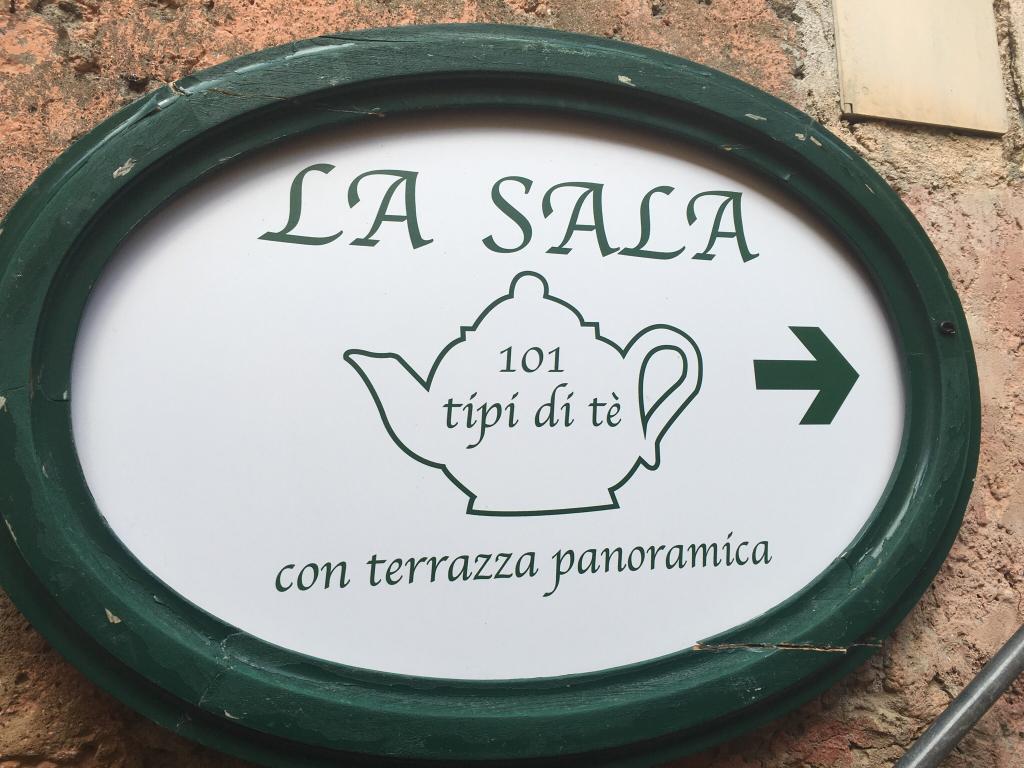 LA SALA
101
tipi di tè
con terrazza panoramica